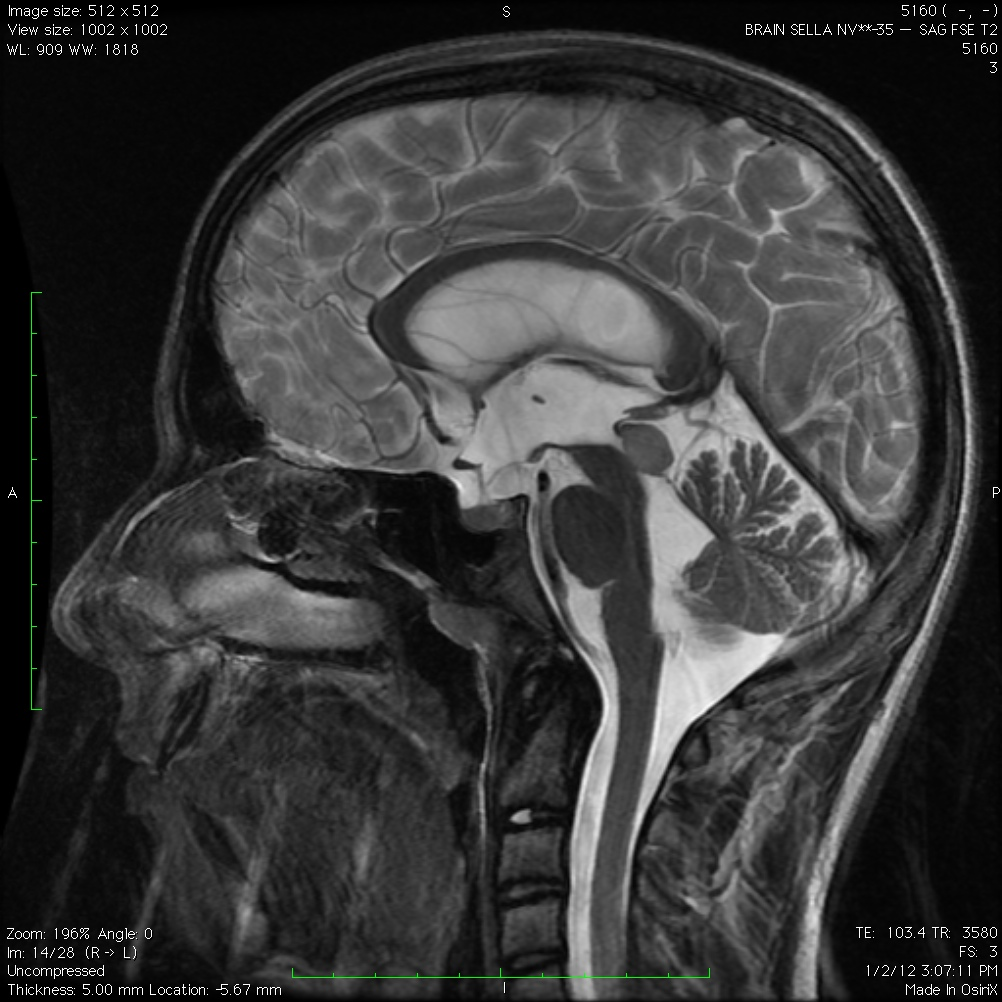 Image size: 512 x 512
View size: 1002 x 1002
WL: 909 WW: 1818
S
5160 ( -, -)
BRAIN SELLA NV**-35 — SAG FSE T2
5160
3
A
P
Zoom: 196% Angle: 0
Im: 14/28 (R -> L)
Uncompressed
Thickness: 5.00 mm Location: -5.67 mm
I
TE: 103.4 TR: 3580
FS: 3
1/2/12 3:07:11 PM
Made In OsiriX